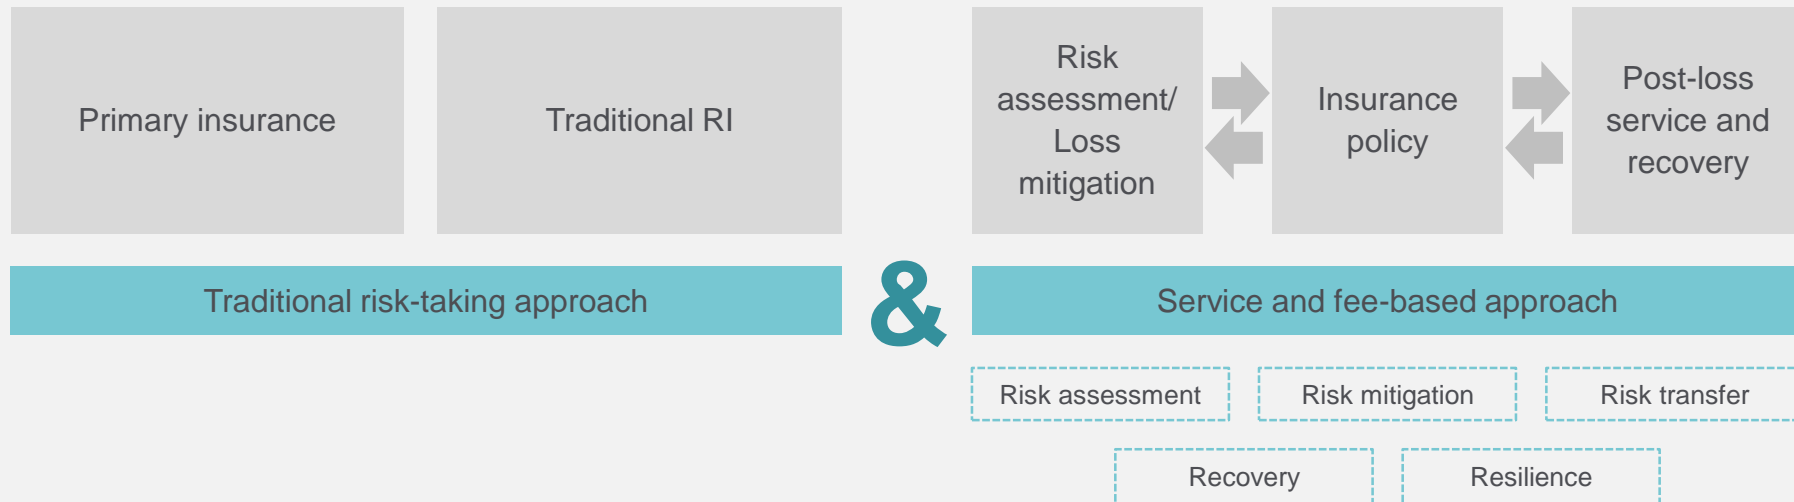 Primary insurance
Traditional RI
Risk
assessment/
Loss
mitigation
Insurance
policy
Post-loss
service and
recovery
Traditional risk-taking approach
&
Service and fee-based approach
Risk assessment
Risk mitigation
Risk transfer
Recovery
Resilience